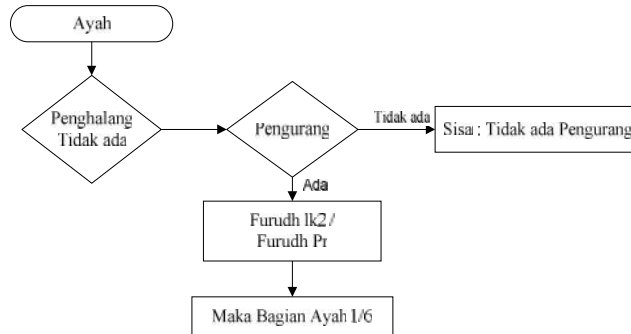 Ayah
Penghalang
Tidak ada
Pengurang
Tidak ada
Sisa: Tidak ada Pengurang
Ada
Furudh lk2 /
Furudh Pr
Maka Bagian Ayah 1/6